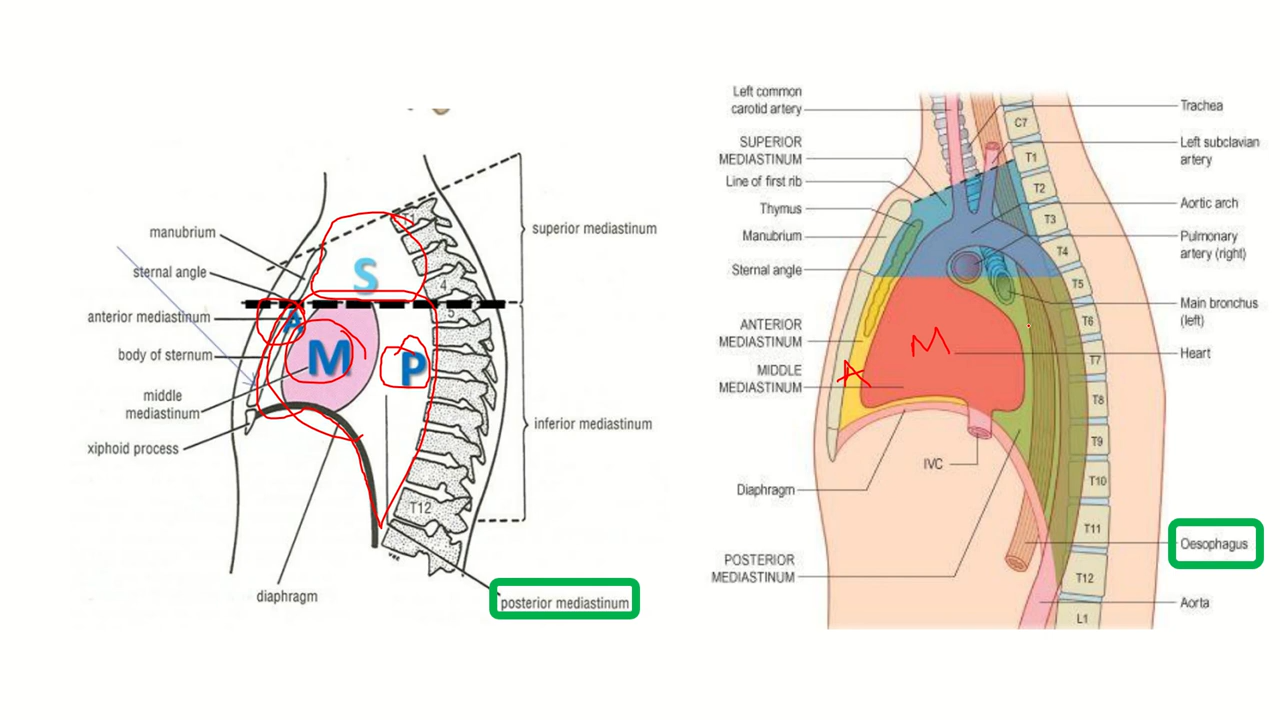 manubrium
sternal angle
anterior mediastinum
body of sternum
middle
mediastinum
xiphoid process
diaphragm
S
A
M
P
T1
4
5
T12
superior mediastinum
inferior mediastinum
posterior mediastinum
Left common
carotid artery
SUPERIOR
MEDIASTINUM
Line of first rib
Thymus
Manubrium
Sternal angle
ANTERIOR
MEDIASTINUM
MIDDLE
MEDIASTINUM
Diaphragm
POSTERIOR
MEDIASTINUM
IVC
A
M
C7
T1
T2
T3
T4
T5
T6
T7
T8
T9
T10
T11
T12
L1
Trachea
Left subclavian
artery
Aortic arch
Pulmonary
artery (right)
Main bronchus
(left)
Heart
Oesophagus
Aorta